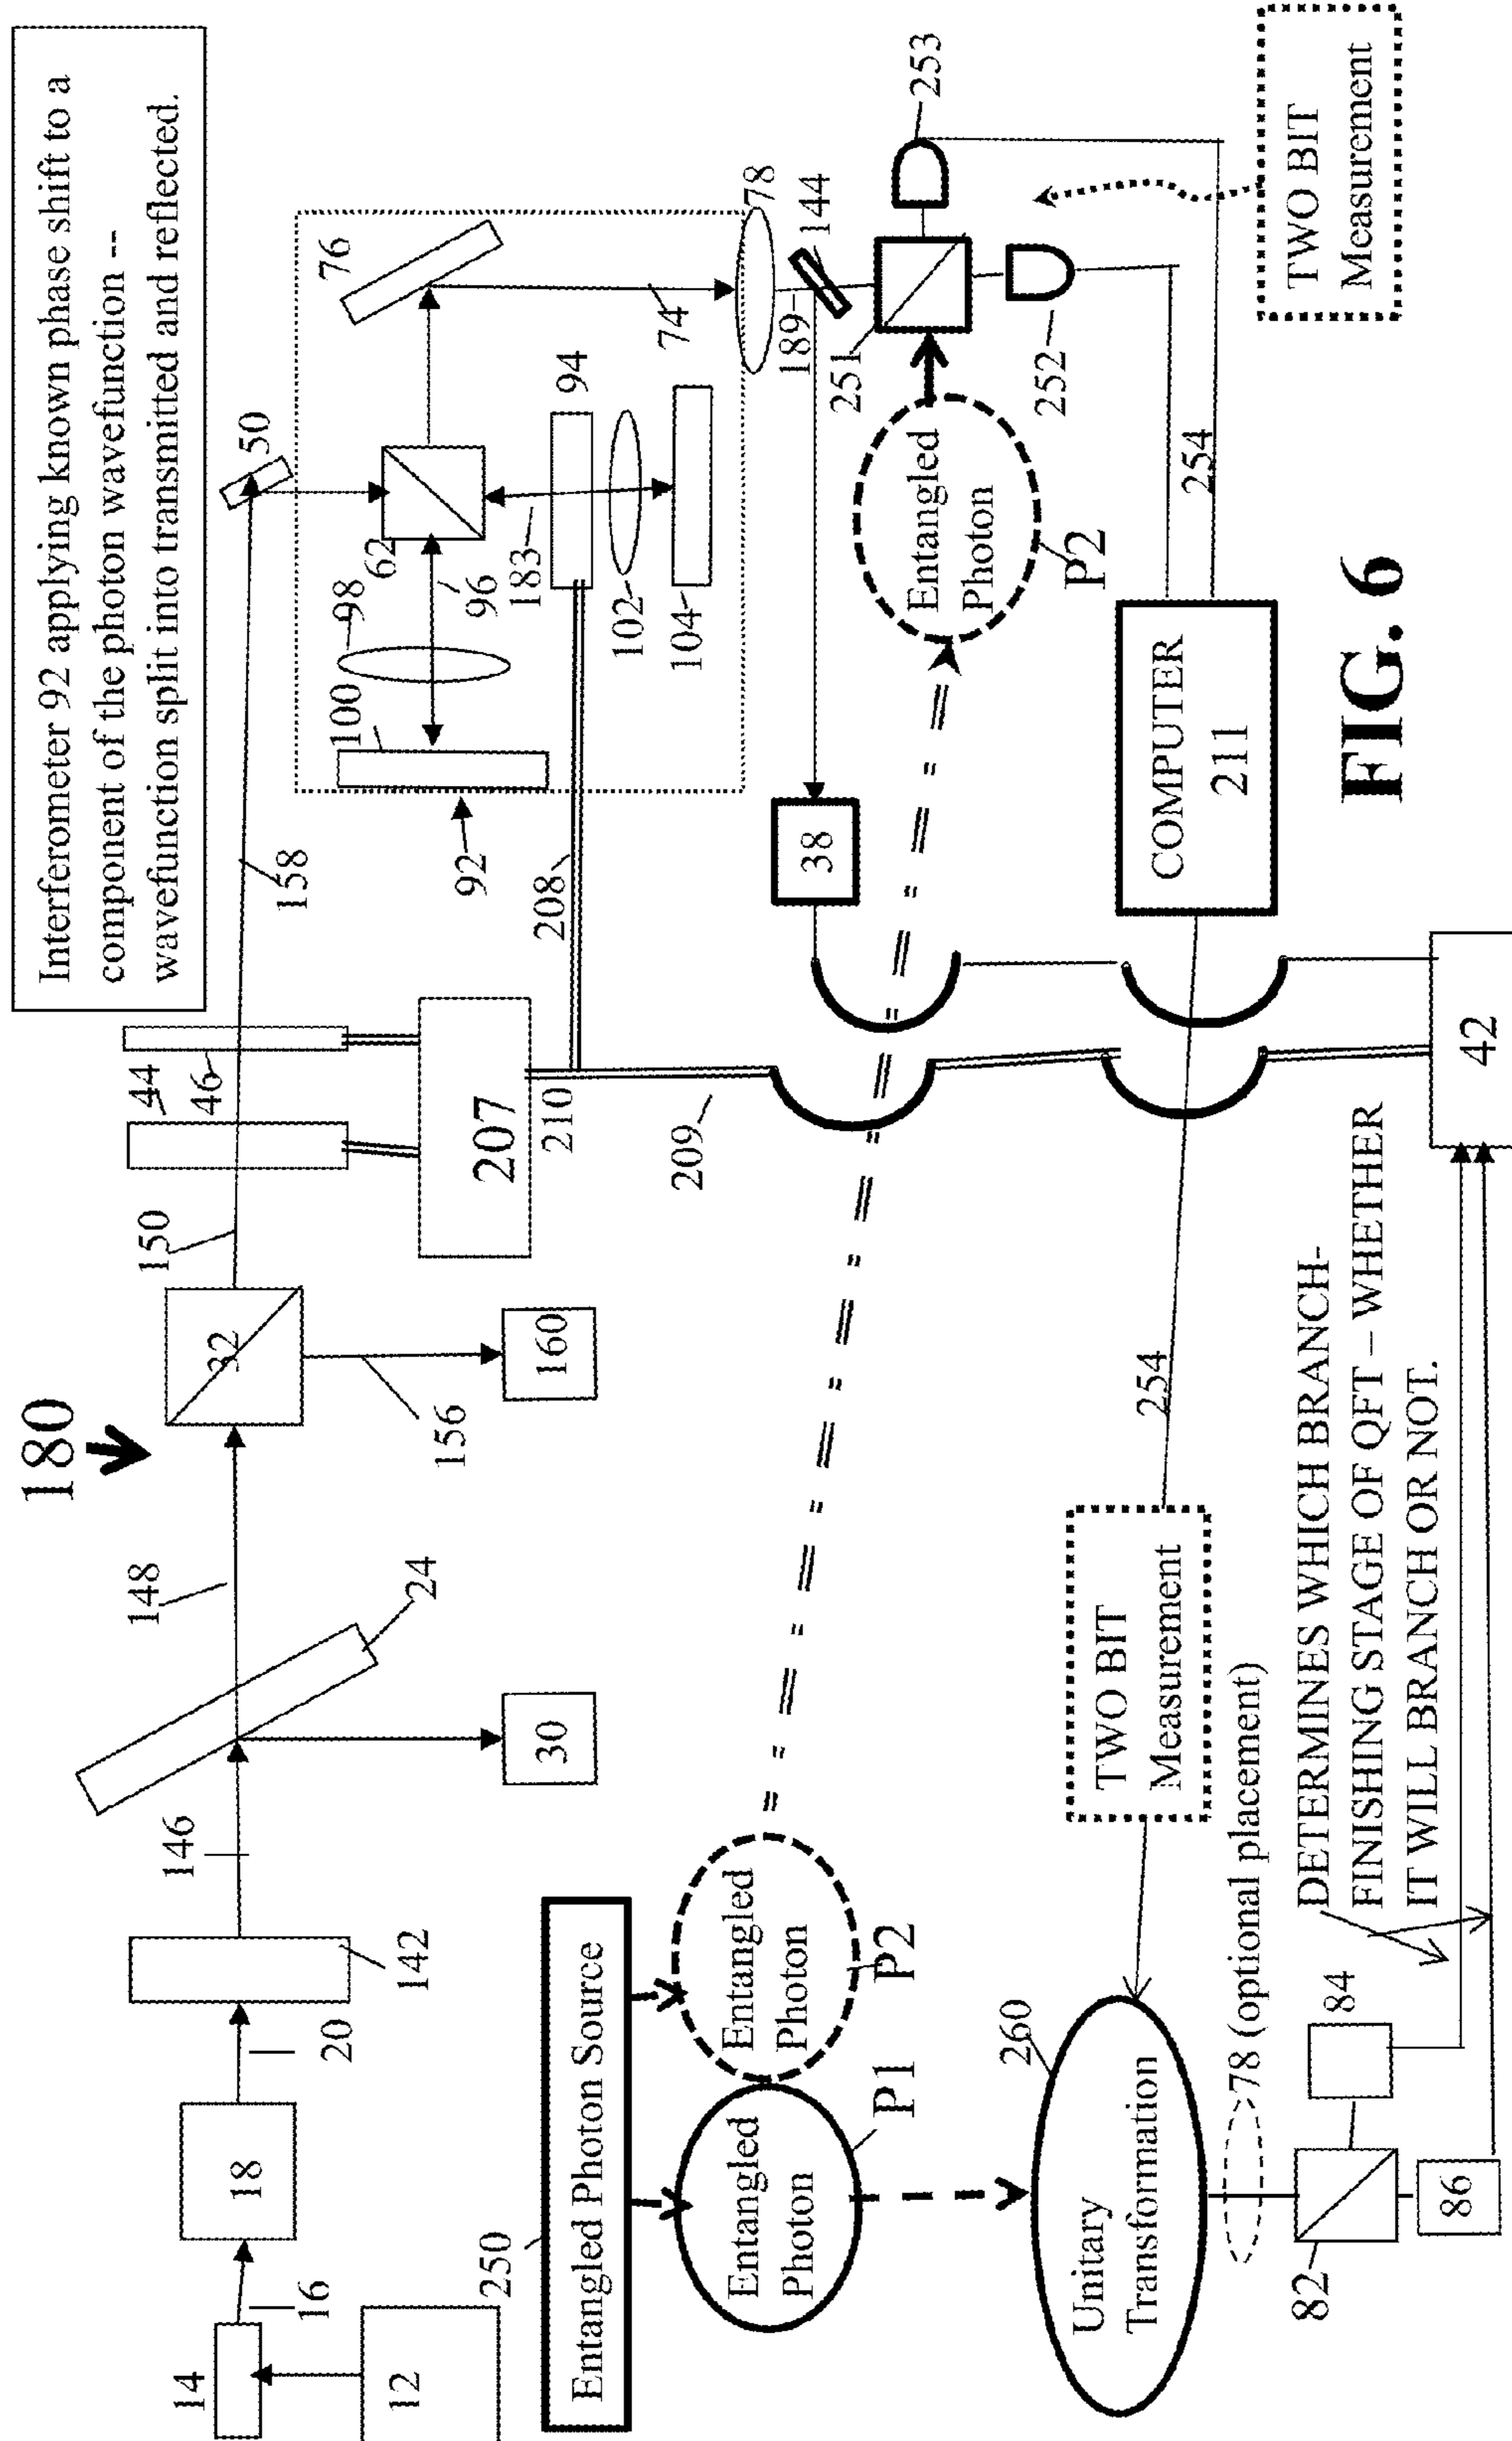 Interferometer 92 applying known phase shift to a
component of the photon wavefunction --
wavefunction split into transmitted and reflected.
180
14
16
12
18
20
142
146
148
24
30
32
156
160
150
44
46
207
210
209
208
158
50
92
100
98
62
96
183
102
104
94
76
74
78
189
144
251
252
253
254
38
TWO BIT
Measurement
Entangled
Photon
P2
COMPUTER
211
250
Entangled Photon Source
Entangled
Photon
P1
Entangled
Photon
P2
260
Unitary
Transformation
TWO BIT
Measurement
254
78 (optional placement)
82
84
86
DETERMINES WHICH BRANCH-
FINISHING STAGE OF QFT – WHETHER
IT WILL BRANCH OR NOT.
42
FIG. 6